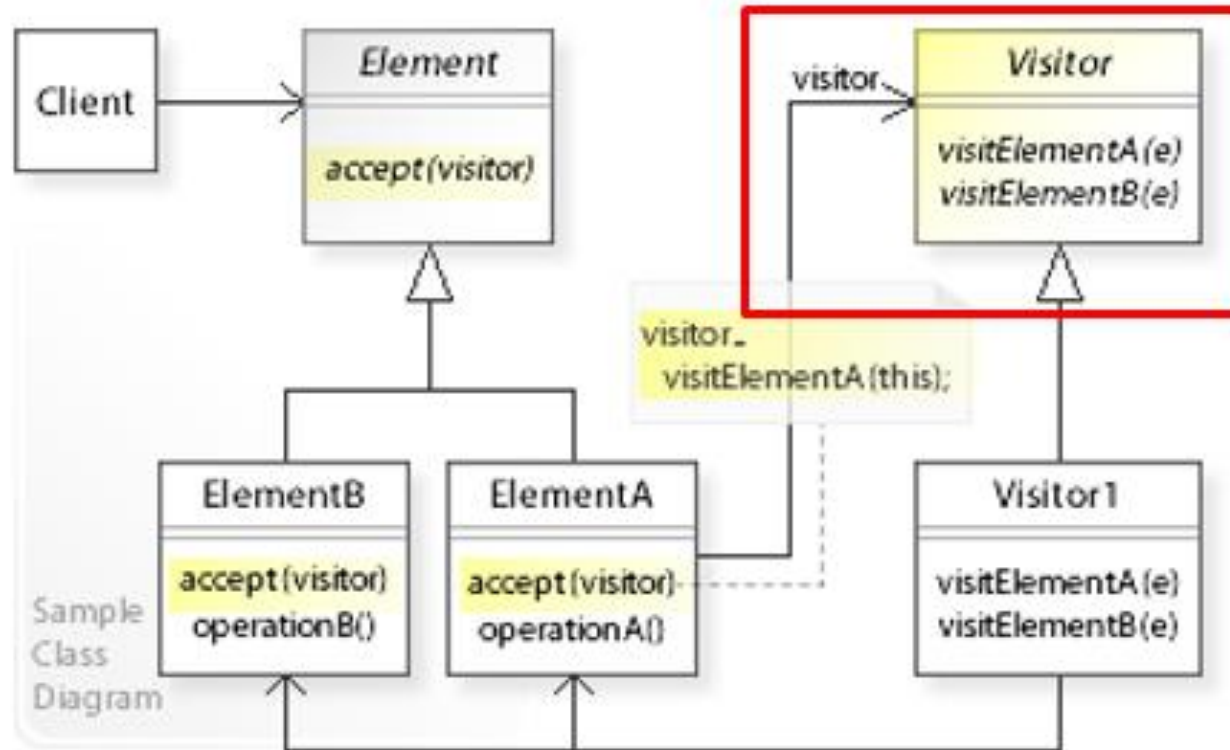 Client
Element
accept(visitor)
visitor
Visitor
visitElementA(e)
visitElementB(e)
visitor.
visitElementA(this);
ElementB
accept(visitor)
operationB()
ElementA
accept(visitor)
operationA()
Visitor1
visitElementA(e)
visitElementB(e)
Sample
Class
Diagram